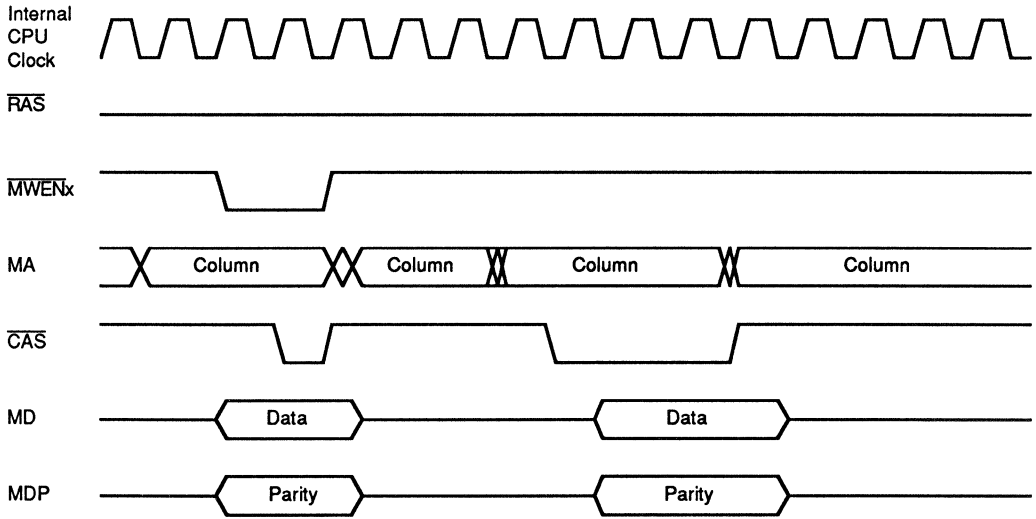 Internal
CPU
Clock
RAS
MWENx
MA Column Column Column Column
CAS
MD Data Data
MDP Parity Parity